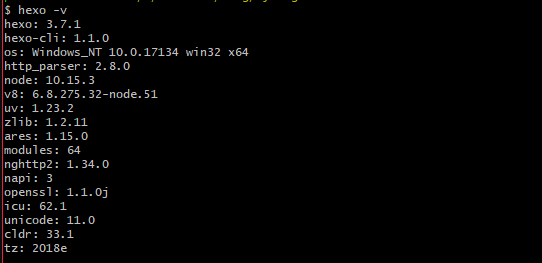 $ hexo -v
hexo: 3.7.1
hexo-cli: 1.1.0
os: Windows_NT 10.0.17134 win32 x64
http_parser: 2.8.0
node: 10.15.3
v8: 6.8.275.32-node.51
uv: 1.23.2
zlib: 1.2.11
ares: 1.15.0
modules: 64
nghttp2: 1.34.0
napi: 3
openssl: 1.1.0j
icu: 62.1
unicode: 11.0
cldr: 33.1
tz: 2018e